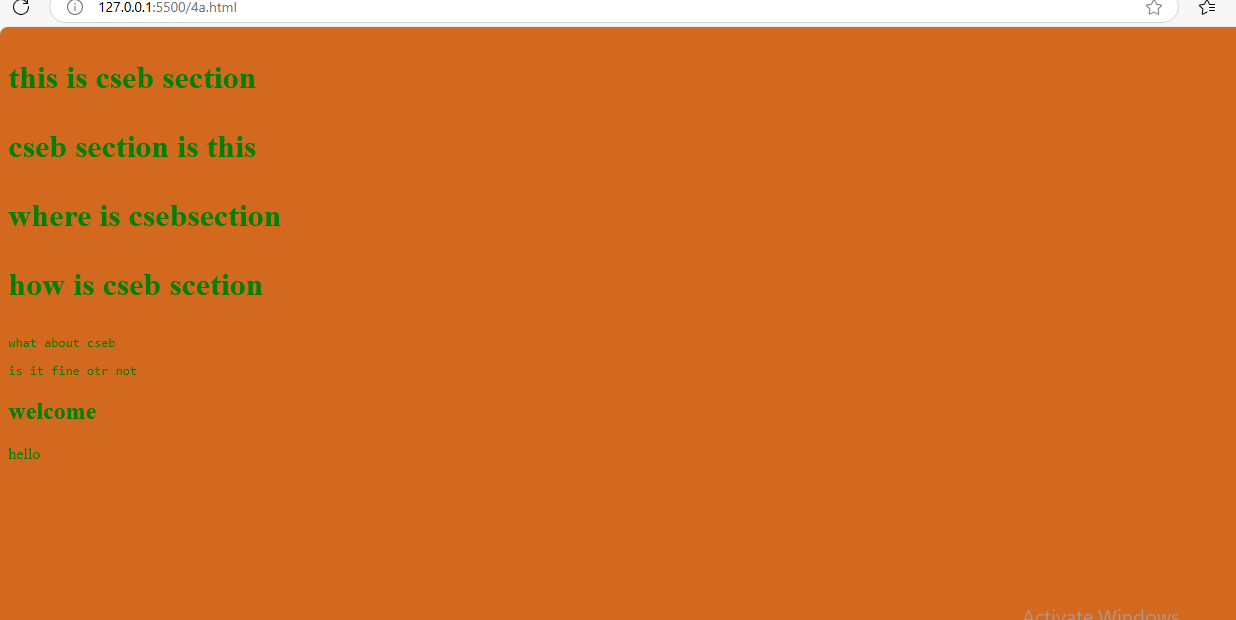 127.0.0.1:5500/4a.html
this is cseb section
cseb section is this
where is csebsection
how is cseb scetion
what about cseb
is it fine otr not
welcome
hello
Activate Windows